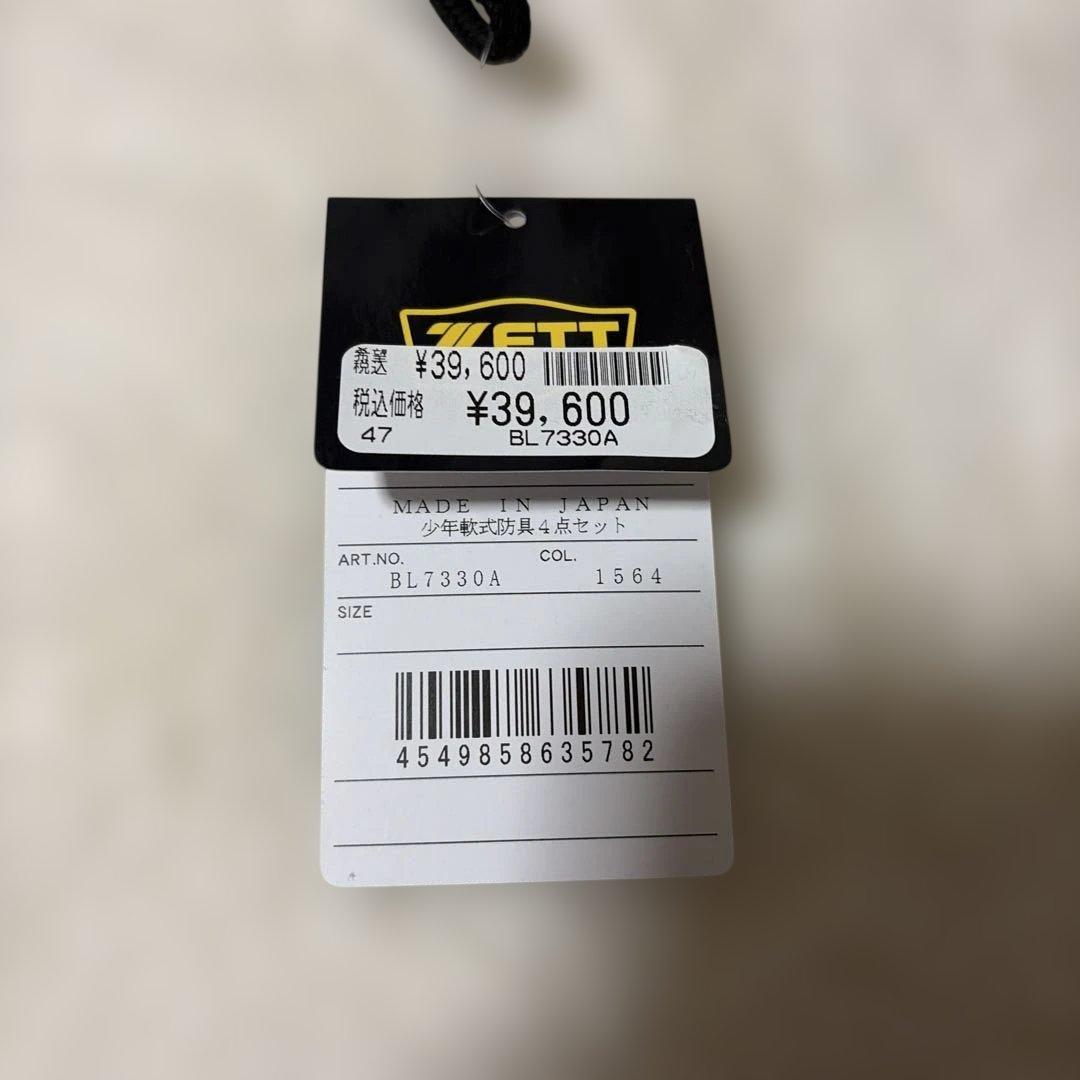 ZETT
希望
税込 ¥39,600
税込価格 ¥39,600
47 BL7330A
MADE IN JAPAN
少年軟式防具4点セット
ART.NO. COL.
BL7330A 1564
SIZE
4549858635782